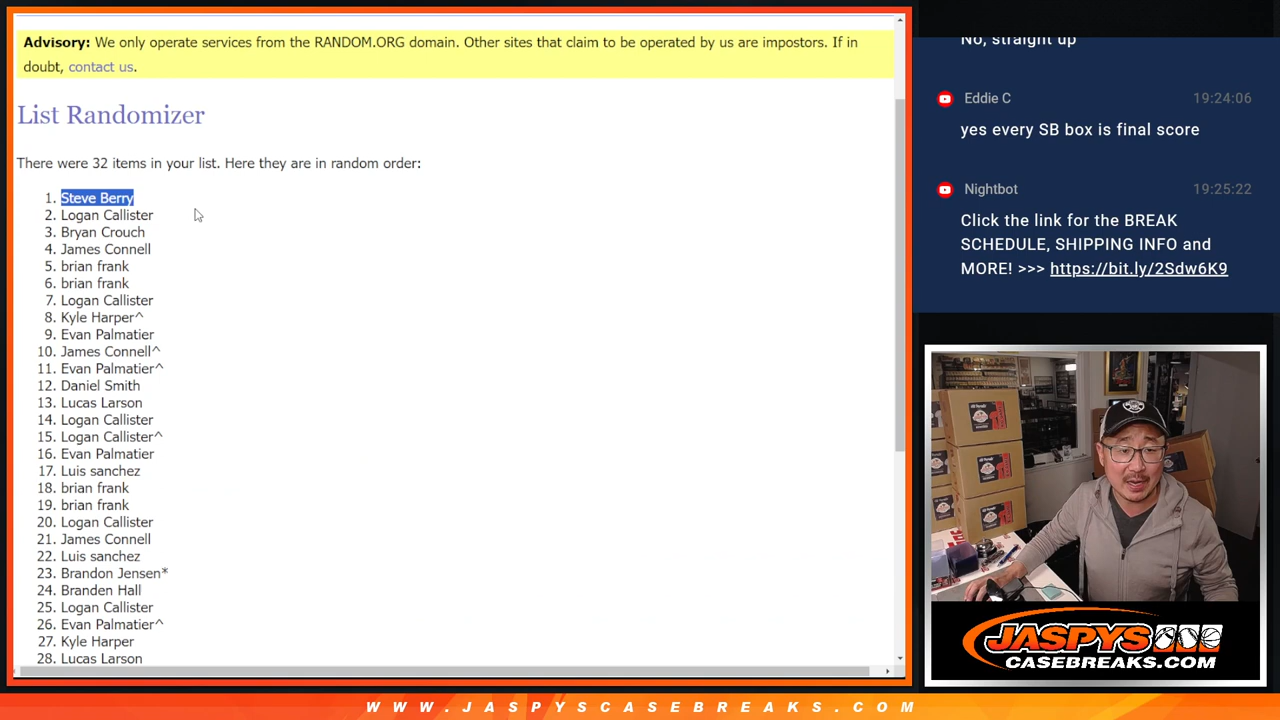 Advisory: We only operate services from the RANDOM.ORG domain. Other sites that claim to be operated by us are impostors. If in
doubt, contact us.
List Randomizer
There were 32 items in your list. Here they are in random order:
1. Steve Berry
2. Logan Callister
3. Bryan Crouch
4. James Connell
5. brian frank
6. brian frank
7. Logan Callister
8. Kyle Harper^
9. Evan Palmatier
10. James Connell^
11. Evan Palmatier^
12. Daniel Smith
13. Lucas Larson
14. Logan Callister
15. Logan Callister^
16. Evan Palmatier
17. Luis sanchez
18. brian frank
19. brian frank
20. Logan Callister
21. James Connell
22. Luis sanchez
23. Brandon Jensen*
24. Branden Hall
25. Logan Callister
26. Evan Palmatier^
27. Kyle Harper
28. Lucas Larson
No, straight up
Eddie C 19:24:06
yes every SB box is final score
Nightbot 19:25:22
Click the link for the BREAK
SCHEDULE, SHIPPING INFO and
MORE! >>> https://bit.ly/2Sdw6K9
JASPYS
CASEBREAKS.COM
WWW.JASPYSCASEBREAKS.COM